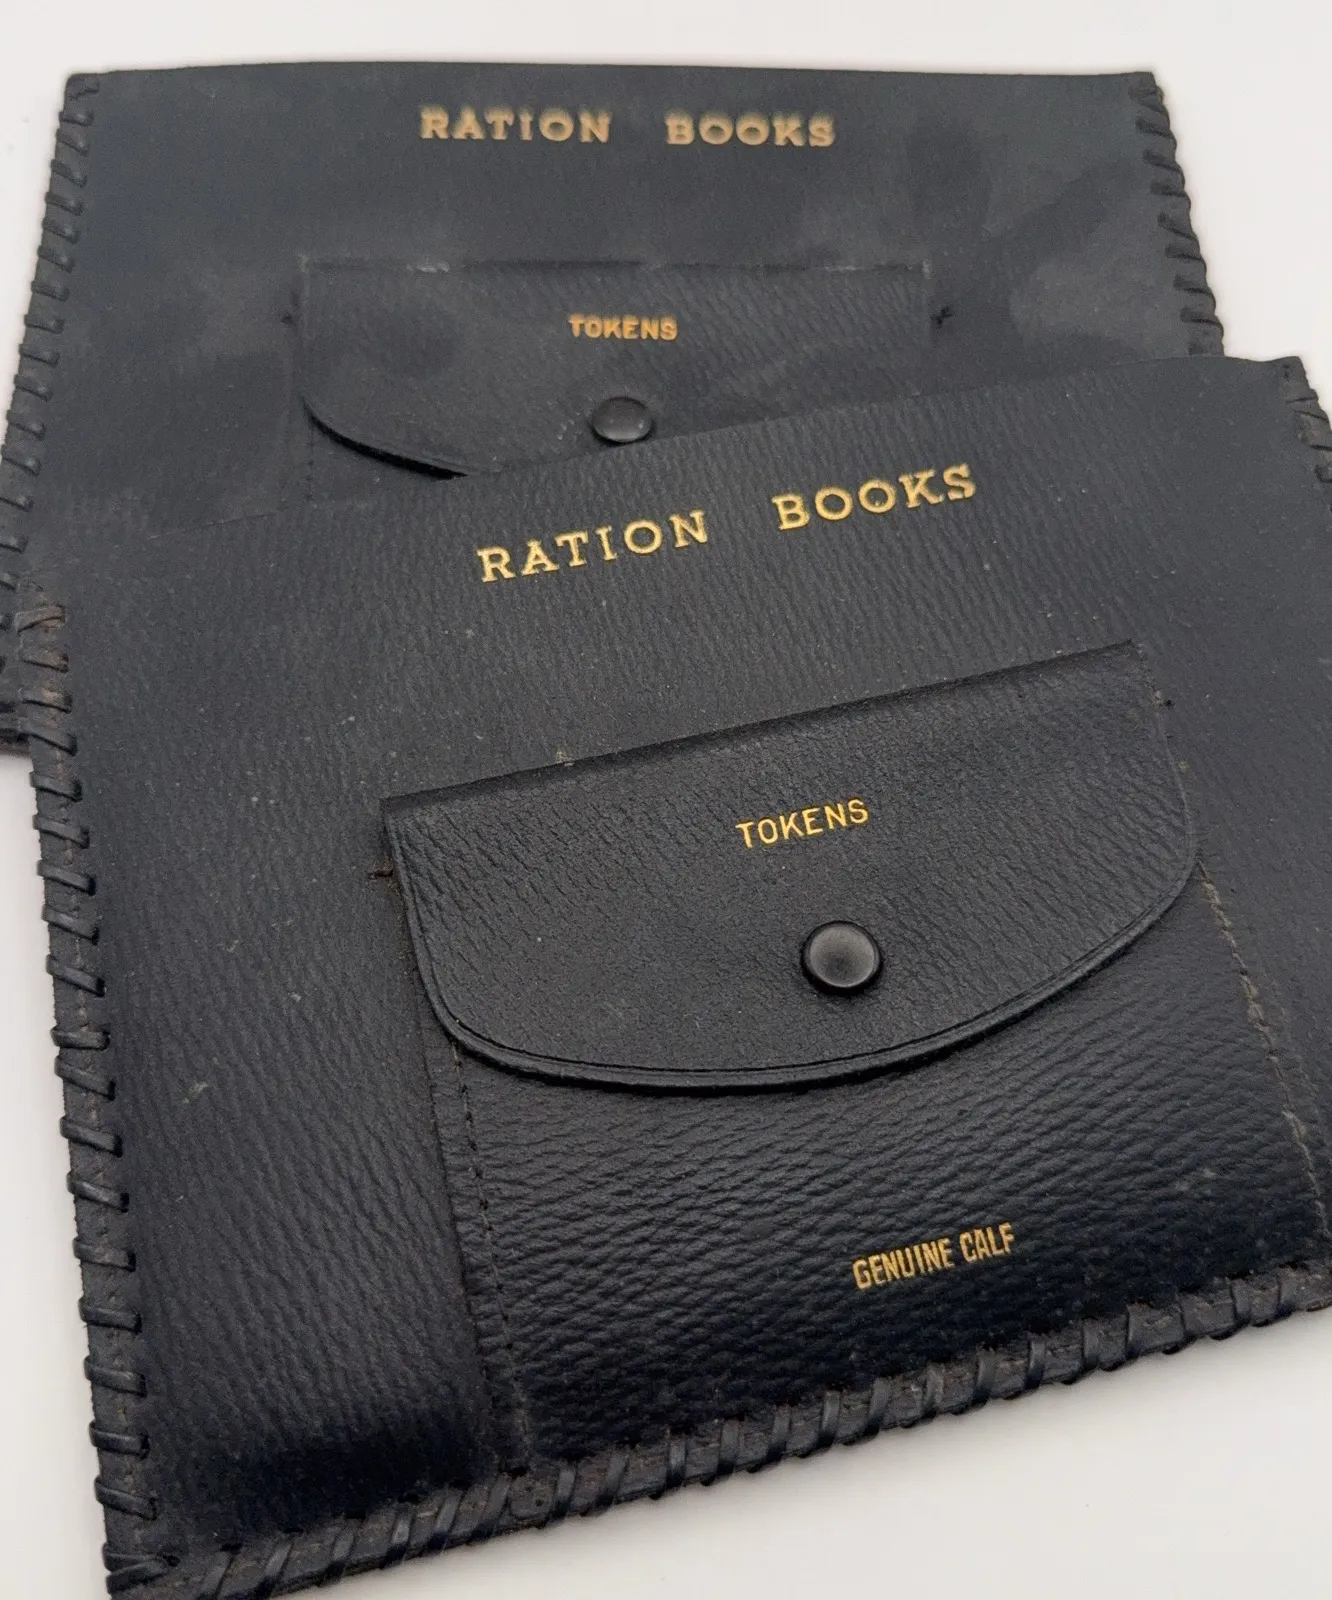 RATION BOOKS
TOKENS
RATION BOOKS
TOKENS
GENUINE CALF